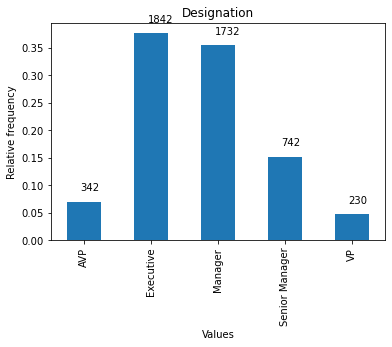 Designation
Relative frequency
0.35
0.30
0.25
0.20
0.15
0.10
0.05
0.00
342
1842
1732
742
230
AVP
Executive
Manager
Senior Manager
VP
Values